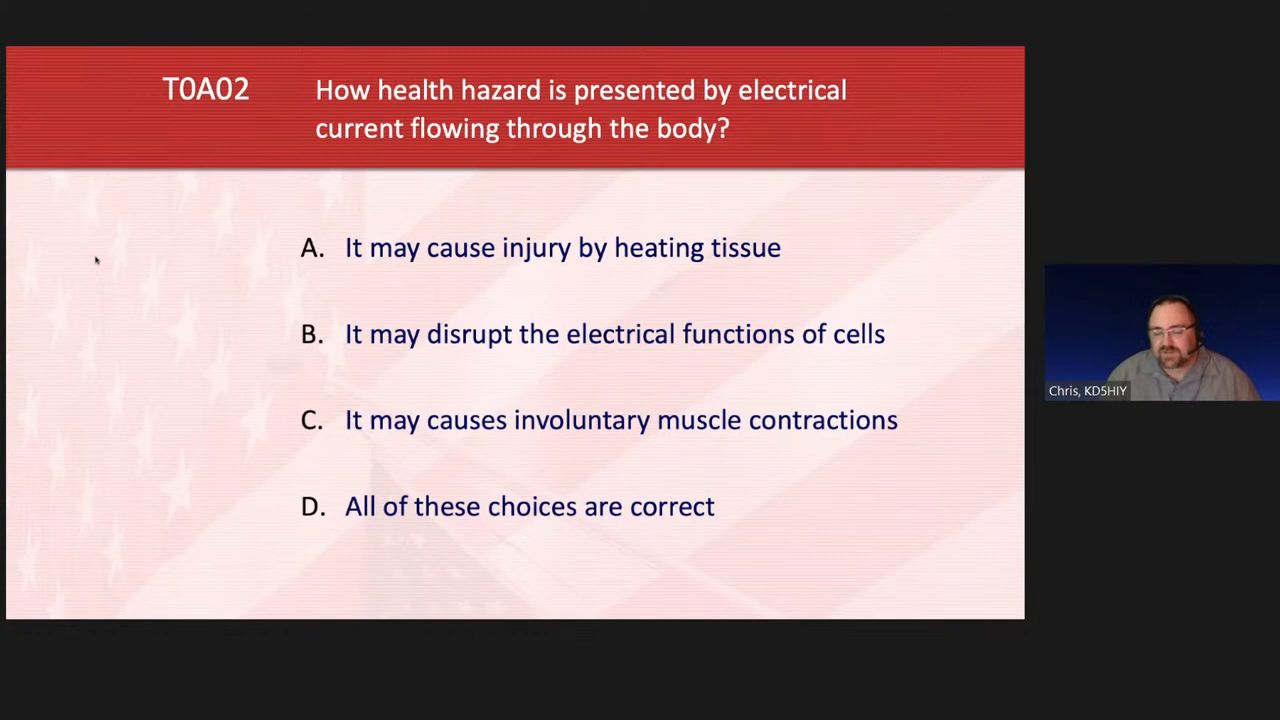 T0A02
How health hazard is presented by electrical
current flowing through the body?
A. It may cause injury by heating tissue
B. It may disrupt the electrical functions of cells
C. It may causes involuntary muscle contractions
D. All of these choices are correct
Chris, KD5HIY